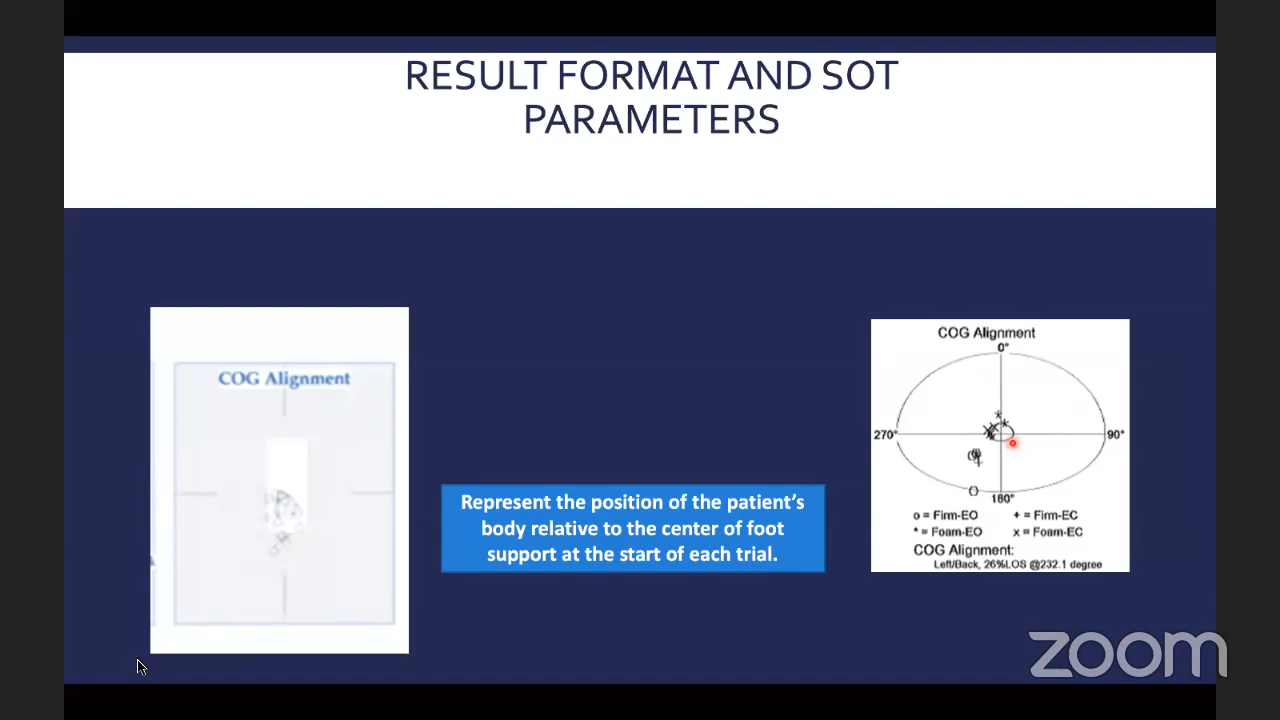 RESULT FORMAT AND SOT
PARAMETERS
COG Alignment
Represent the position of the patient's
body relative to the center of foot
support at the start of each trial.
COG Alignment
0°
270°
90°
180°
o = Firm-EO + = Firm-EC
* = Foam-EO x = Foam-EC
COG Alignment:
Left/Back, 26%LOS @232.1 degree
zoom